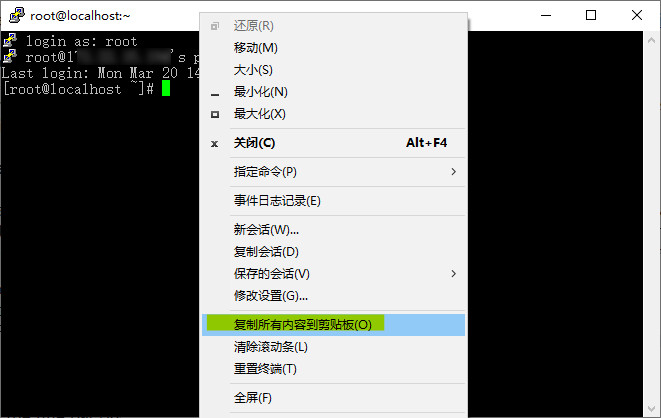 root@localhost:~
login as: root
root@1
's p
Last login: Mon Mar 20 14
[root@localhost ~]#
还原(R)
移动(M)
大小(S)
最小化(N)
最大化(X)
关闭(C) Alt+F4
指定命令(P)
事件日志记录(E)
新会话(W)...
复制会话(D)
保存的会话(V)
修改设置(G)...
复制所有内容到剪贴板(O)
清除滚动条(L)
重置终端(T)
全屏(F)